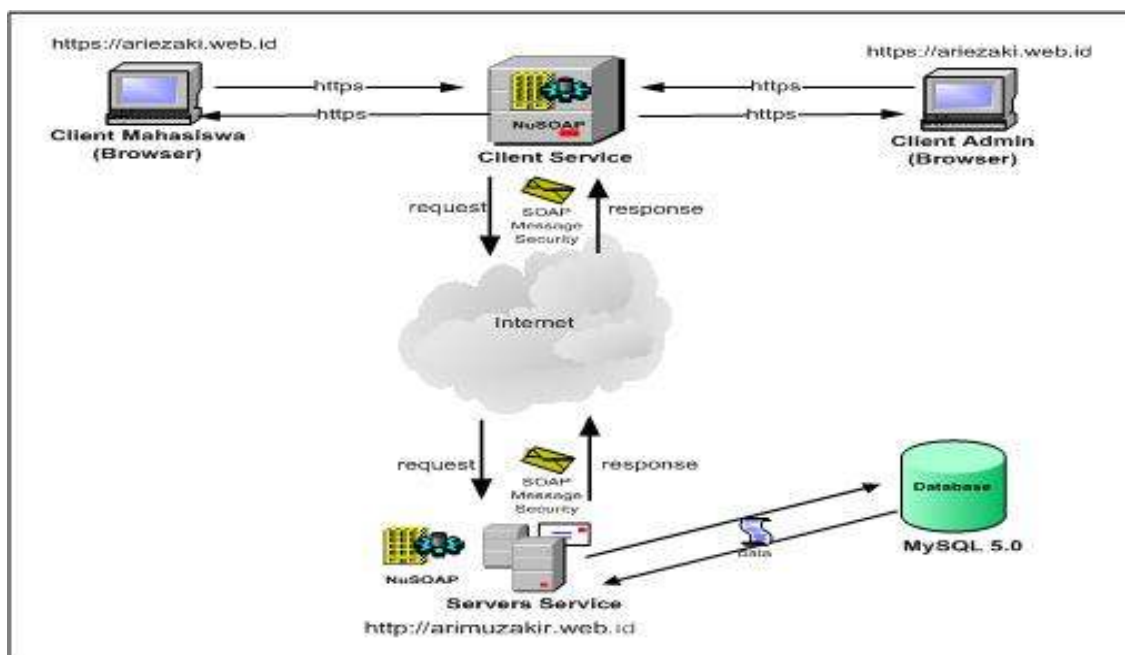 https://ariezaki.web.id
https://ariezaki.web.id
https
https
https
https
NuSOAP
Client Mahasiswa
(Browser)
Client Service
Client Admin
(Browser)
request
SOAP
Message
Security
response
Internet
request
SOAP
Message
Security
response
Database
MySQL 5.0
data
NuSOAP
Servers Service
http://arimuzakir.web.id